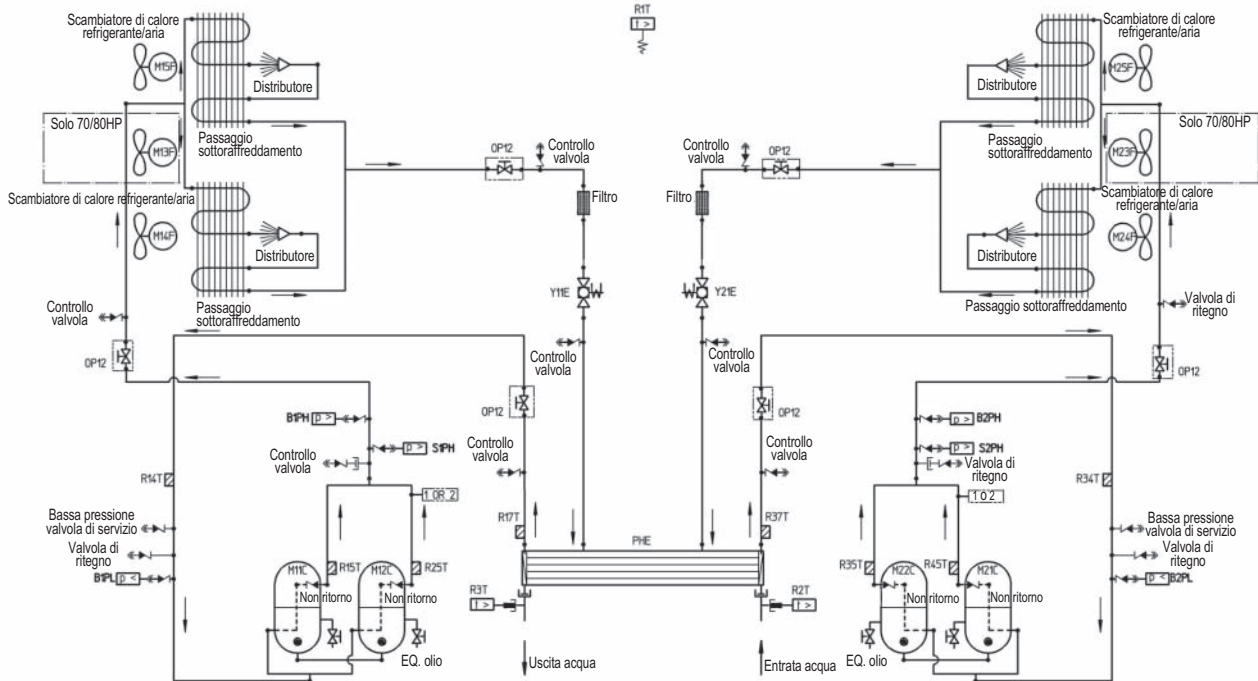 Scambiatore di calore
refrigerante/aria
M15F
Distributore
Solo 70/80HP
M13F
Passaggio
sottoraffreddamento
Scambiatore di calore refrigerante/aria
M14F
Distributore
Passaggio
sottoraffreddamento
Controllo
valvola
OP12
R1T
t >
OP12
Controllo
valvola
Filtro
Y11E
Controllo
valvola
Controllo
valvola
OP12
Filtro
Y21E
Controllo
valvola
Scambiatore di calore
refrigerante/aria
M25F
Distributore
Solo 70/80HP
M23F
Passaggio
sottoraffreddamento
Scambiatore di calore
refrigerante/aria
M24F
Distributore
Passaggio sottoraffreddamento
Valvola di
ritegno
OP12
B1PH
p >
p >
S1PH
Controllo
valvola
R14T
1 OR 2
Bassa pressione
valvola di servizio
Valvola di
ritegno
B1PL
p <
M11C
R15T
Non ritorno
M12C
R25T
Non ritorno
EQ. olio
OP12
Controllo
valvola
R17T
PHE
R3T
t >
Uscita acqua
OP12
Controllo
valvola
R37T
R2T
t >
Entrata acqua
p >
B2PH
p >
S2PH
Valvola di
ritegno
1 O 2
R34T
Bassa pressione
valvola di servizio
Valvola di
ritegno
p <
B2PL
R35T
M22C
Non ritorno
R45T
M21C
Non ritorno
EQ. olio